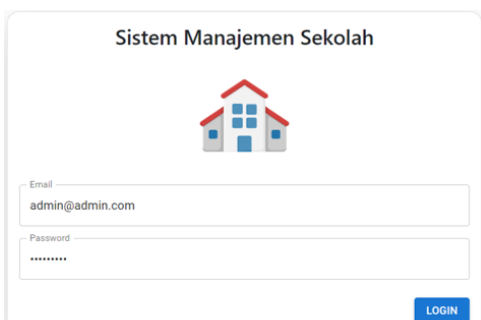 Sistem Manajemen Sekolah
Email
admin@admin.com
Password
•••••••••
LOGIN